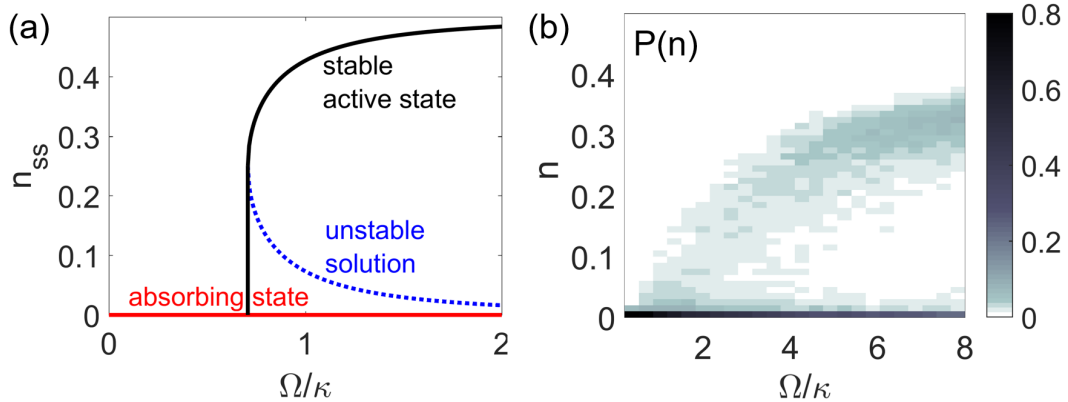 (a)
n_ss
0.4
0.3
0.2
0.1
0
stable
active state
unstable
solution
absorbing state
0
1
2
Ω/κ
(b)
P(n)
n
0.4
0.3
0.2
0.1
0
2
4
6
8
Ω/κ
0.8
0.6
0.4
0.2
0